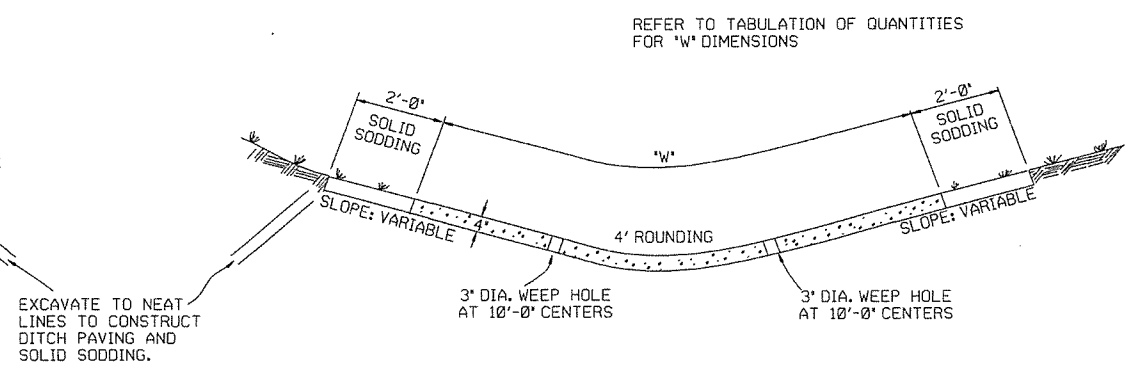 REFER TO TABULATION OF QUANTITIES
FOR "W" DIMENSIONS
2'-0"
SOLID
SODDING
"W"
2'-0"
SOLID
SODDING
SLOPE: VARIABLE
4"
4' ROUNDING
SLOPE: VARIABLE
3" DIA. WEEP HOLE
AT 10'-0" CENTERS
3" DIA. WEEP HOLE
AT 10'-0" CENTERS
EXCAVATE TO NEAT
LINES TO CONSTRUCT
DITCH PAVING AND
SOLID SODDING.